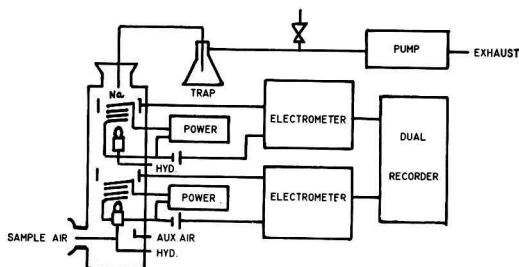 PUMP
EXHAUST
TRAP
Na
ELECTROMETER
POWER
DUAL
RECORDER
HYD.
ELECTROMETER
POWER
SAMPLE AIR
AUX. AIR
HYD.